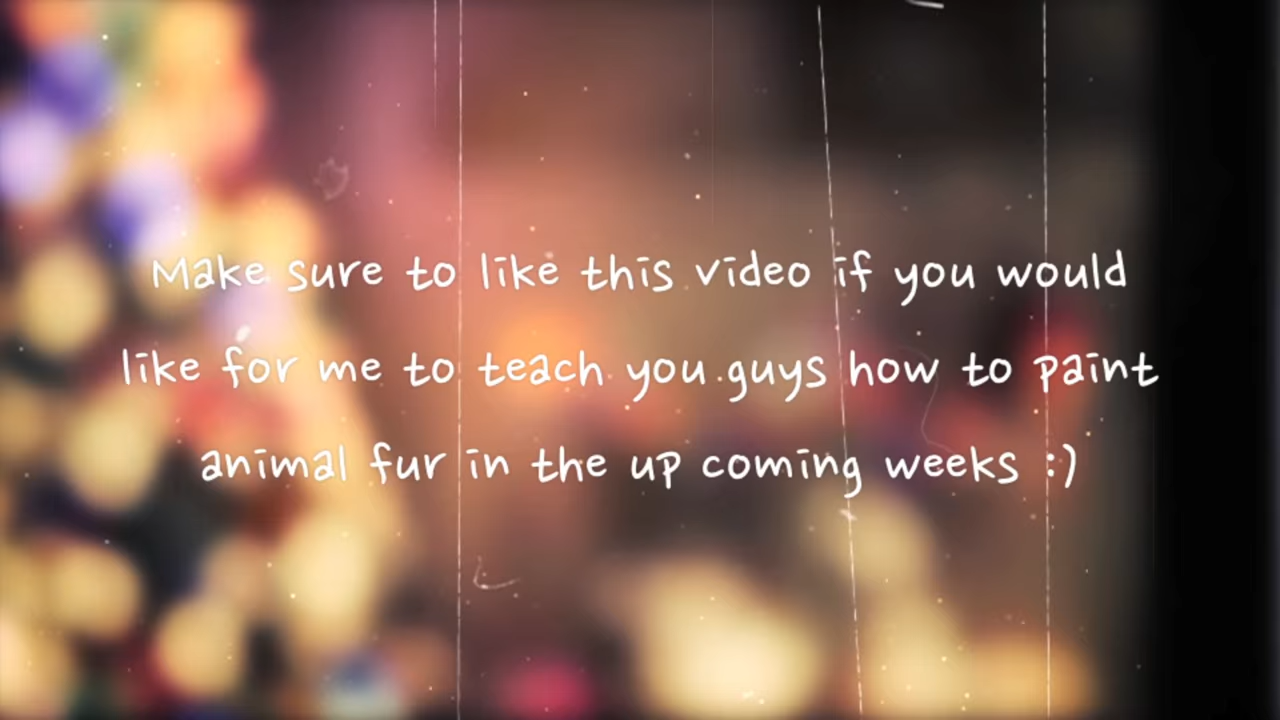 Make sure to like this video if you would
like for me to teach you guys how to paint
animal fur in the up coming weeks :)